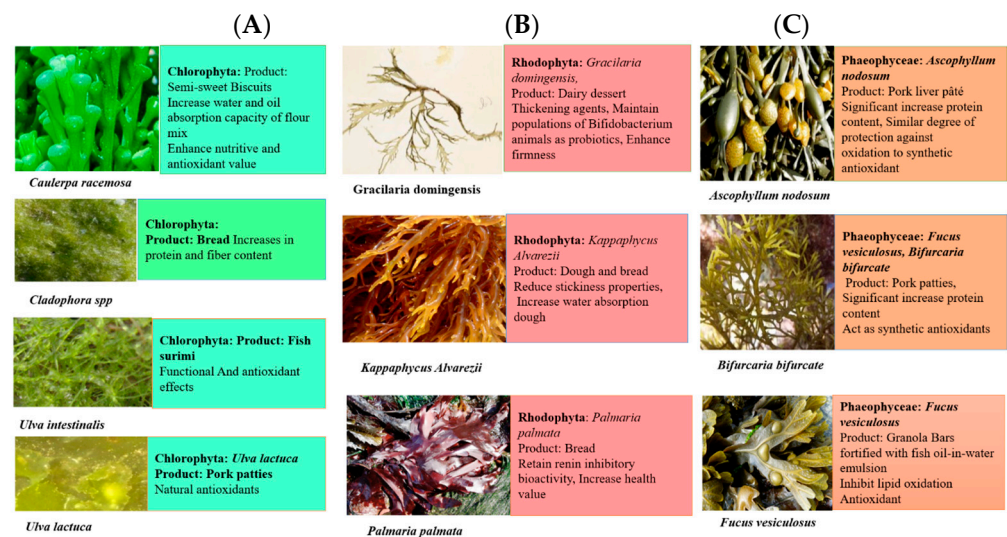 (A)
Chlorophyta: Product:
Semi-sweet Biscuits
Increase water and oil
absorption capacity of flour
mix
Enhance nutritive and
antioxidant value
Caulerpa racemosa
Chlorophyta:
Product: Bread Increases in
protein and fiber content
Cladophora spp
Chlorophyta: Product: Fish
surimi
Functional And antioxidant
effects
Ulva intestinalis
Chlorophyta: Ulva lactuca
Product: Pork patties
Natural antioxidants
Ulva lactuca
(B)
Rhodophyta: Gracilaria
domingensis,
Product: Dairy dessert
Thickening agents, Maintain
populations of Bifidobacterium
animals as probiotics, Enhance
firmness
Gracilaria domingensis
Rhodophyta: Kappaphycus
Alvarezii
Product: Dough and bread
Reduce stickiness properties,
Increase water absorption
dough
Kappaphycus Alvarezii
Rhodophyta: Palmaria
palmata
Product: Bread
Retain renin inhibitory
bioactivity, Increase health
value
Palmaria palmata
(C)
Phaeophyceae: Ascophyllum
nodosum
Product: Pork liver pâté
Significant increase protein
content, Similar degree of
protection against
oxidation to synthetic
antioxidant
Ascophyllum nodosum
Phaeophyceae: Fucus
vesiculosus, Bifurcaria
bifurcate
Product: Pork patties,
Significant increase protein
content
Act as synthetic antioxidants
Bifurcaria bifurcate
Phaeophyceae: Fucus
vesiculosus
Product: Granola Bars
fortified with fish oil-in-water
emulsion
Inhibit lipid oxidation
Antioxidant
Fucus vesiculosus